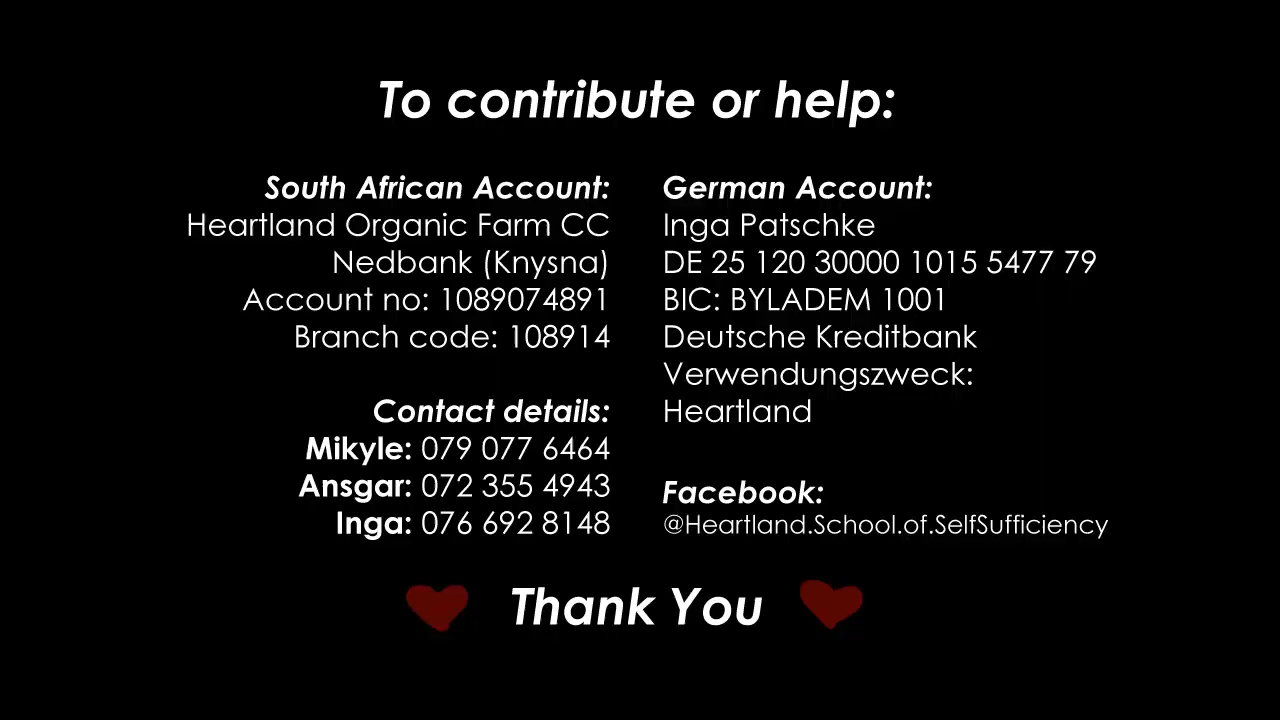 To contribute or help:
South African Account:
Heartland Organic Farm CC
Nedbank (Knysna)
Account no: 1089074891
Branch code: 108914
Contact details:
Mikyle: 079 077 6464
Ansgar: 072 355 4943
Inga: 076 692 8148
German Account:
Inga Patschke
DE 25 120 30000 1015 5477 79
BIC: BYLADEM 1001
Deutsche Kreditbank
Verwendungszweck:
Heartland
Facebook:
@Heartland.School.of.SelfSufficiency
Thank You